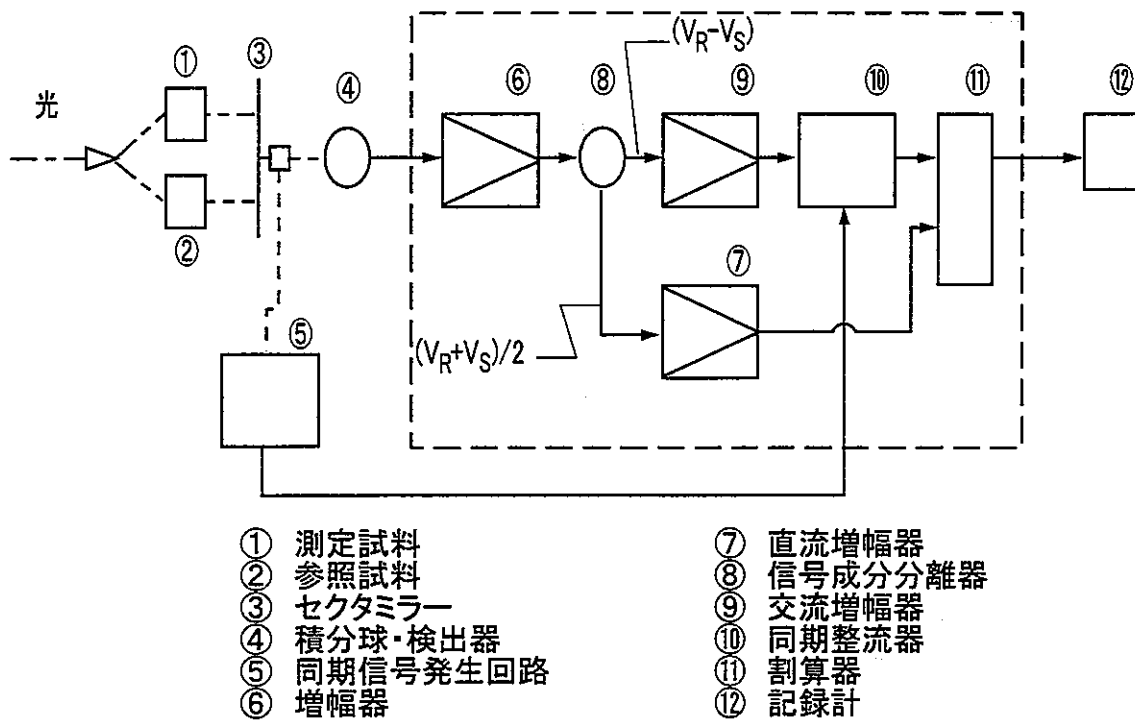 光
①
②
③
④
⑤
⑥
⑧
⑨
⑩
⑪
⑫
⑦
(V_R−V_S)
(V_R+V_S)/2
① 測定試料
② 参照試料
③ セクタミラー
④ 積分球・検出器
⑤ 同期信号発生回路
⑥ 増幅器
⑦ 直流増幅器
⑧ 信号成分分離器
⑨ 交流増幅器
⑩ 同期整流器
⑪ 割算器
⑫ 記録計